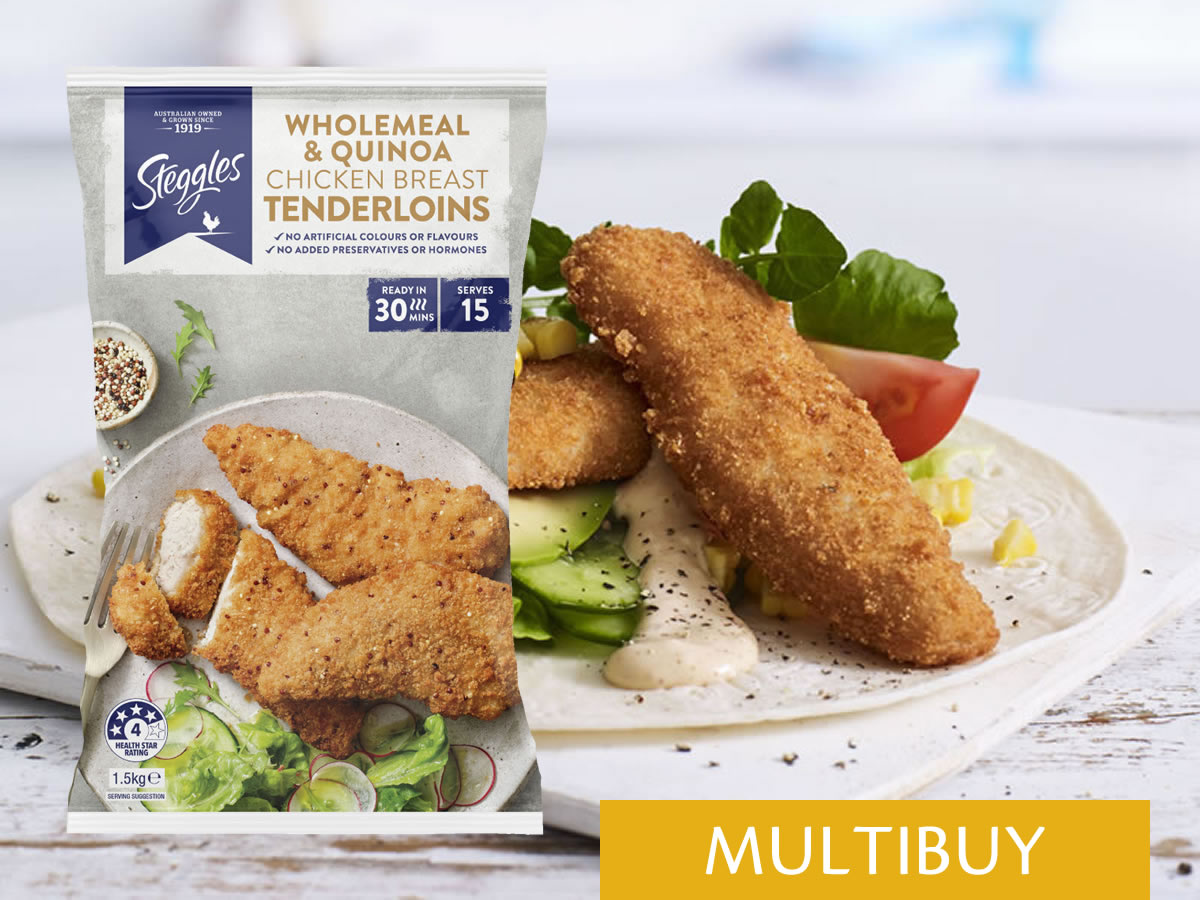 AUSTRALIAN OWNED
& GROWN SINCE
1919
Steggles
WHOLEMEAL
& QUINOA
CHICKEN BREAST
TENDERLOINS
✓NO ARTIFICIAL COLOURS OR FLAVOURS
✓NO ADDED PRESERVATIVES OR HORMONES
READY IN
30 MINS
SERVES
15
4
HEALTH STAR
RATING
1.5kg℮
SERVING SUGGESTION
MULTIBUY